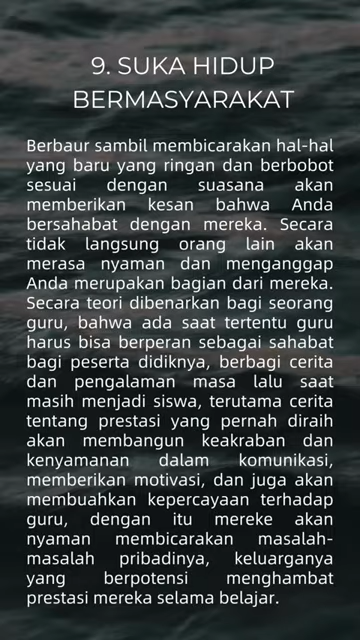 9. SUKA HIDUP
BERMASYARAKAT
Berbaur sambil membicarakan hal-hal
yang baru yang ringan dan berbobot
sesuai dengan suasana akan
memberikan kesan bahwa Anda
bersahabat dengan mereka. Secara
tidak langsung orang lain akan
merasa nyaman dan menganggap
Anda merupakan bagian dari mereka.
Secara teori dibenarkan bagi seorang
guru, bahwa ada saat tertentu guru
harus bisa berperan sebagai sahabat
bagi peserta didiknya, berbagi cerita
dan pengalaman masa lalu saat
masih menjadi siswa, terutama cerita
tentang prestasi yang pernah diraih
akan membangun keakraban dan
kenyamanan dalam komunikasi,
memberikan motivasi, dan juga akan
membuahkan kepercayaan terhadap
guru, dengan itu mereke akan
nyaman membicarakan masalah-
masalah pribadinya, keluarganya
yang berpotensi menghambat
prestasi mereka selama belajar.